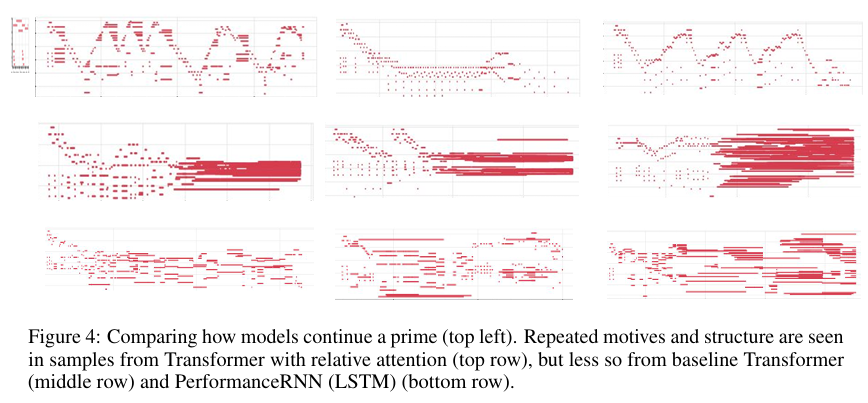 Figure 4: Comparing how models continue a prime (top left). Repeated motives and structure are seen
in samples from Transformer with relative attention (top row), but less so from baseline Transformer
(middle row) and PerformanceRNN (LSTM) (bottom row).